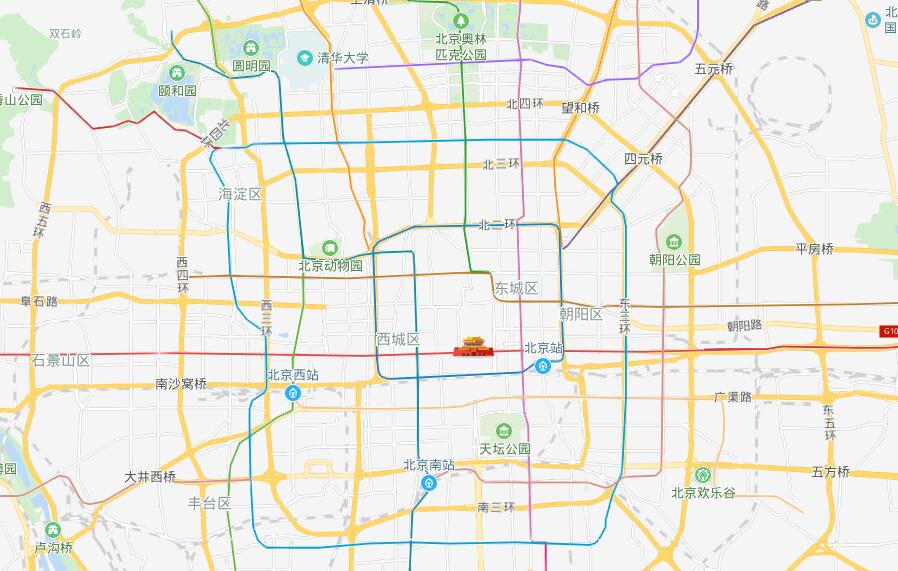 双石岭
圆明园
清华大学
北京奥林
匹克公园
北
国
五元桥
颐和园
香山公园
北四环
望和桥
北四环
四元桥
北三环
海淀区
西五环
北二环
北京动物园
朝阳公园
平房桥
西四环
东城区
阜石路
西三环
朝阳区
东三环
朝阳路
G10
西城区
北京站
石景山区
北京西站
南沙窝桥
广渠路
东五环
天坛公园
北京南站
大井西桥
五方桥
北京欢乐谷
丰台区
南三环
卢沟桥